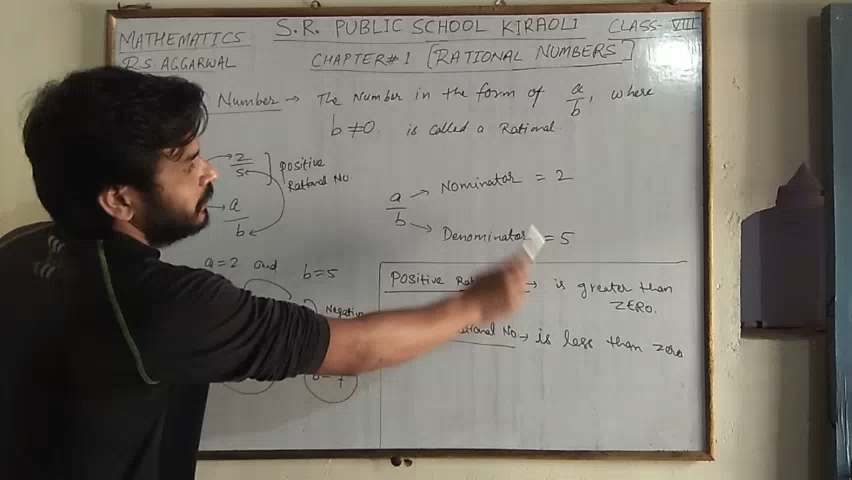 S.R. PUBLIC SCHOOL KIRAOLI CLASS-VIII
MATHEMATICS
RS AGGARWAL
CHAPTER#1 [RATIONAL NUMBERS]
Number → The Number in the form of a/b, where
b≠0. is called a Rational.
2/5
Positive
Rational No.
a/b
a/b
Nominator = 2
Denominator = 5
a=2 and b=5
Negative
Positive → is greater than
ZERO.
No → is less than zero